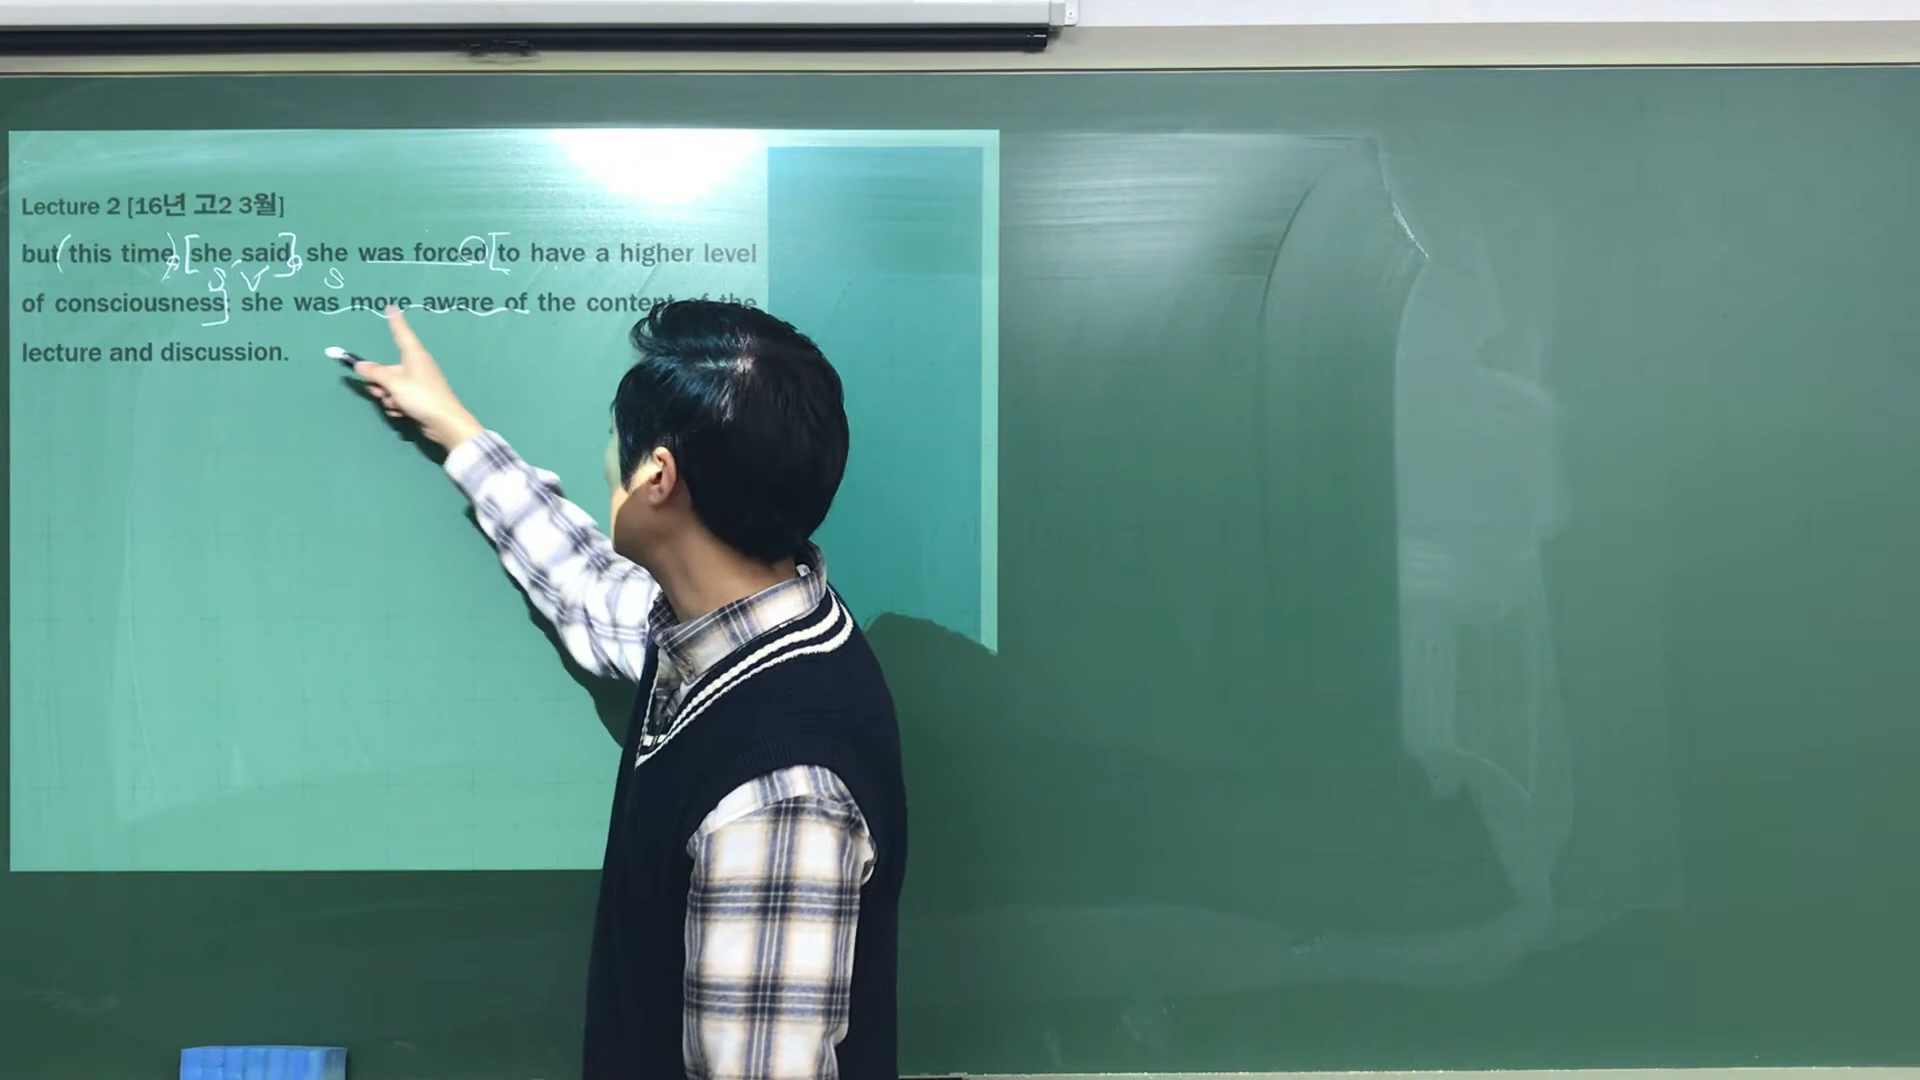 Lecture 2 [16년 고2 3월]
but (this time,) [she said], she was forced [to have a higher level
S V S
of consciousness]; she was more aware of the content of the
lecture and discussion.